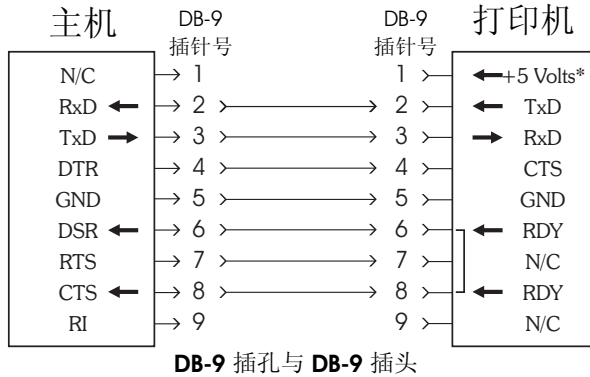 主机 DB-9 DB-9 打印机
插针号 插针号
N/C 1 1 +5 Volts*
RxD 2 2 TxD
TxD 3 3 RxD
DTR 4 4 CTS
GND 5 5 GND
DSR 6 6 RDY
RTS 7 7 N/C
CTS 8 8 RDY
RI 9 9 N/C
DB-9 插孔与 DB-9 插头